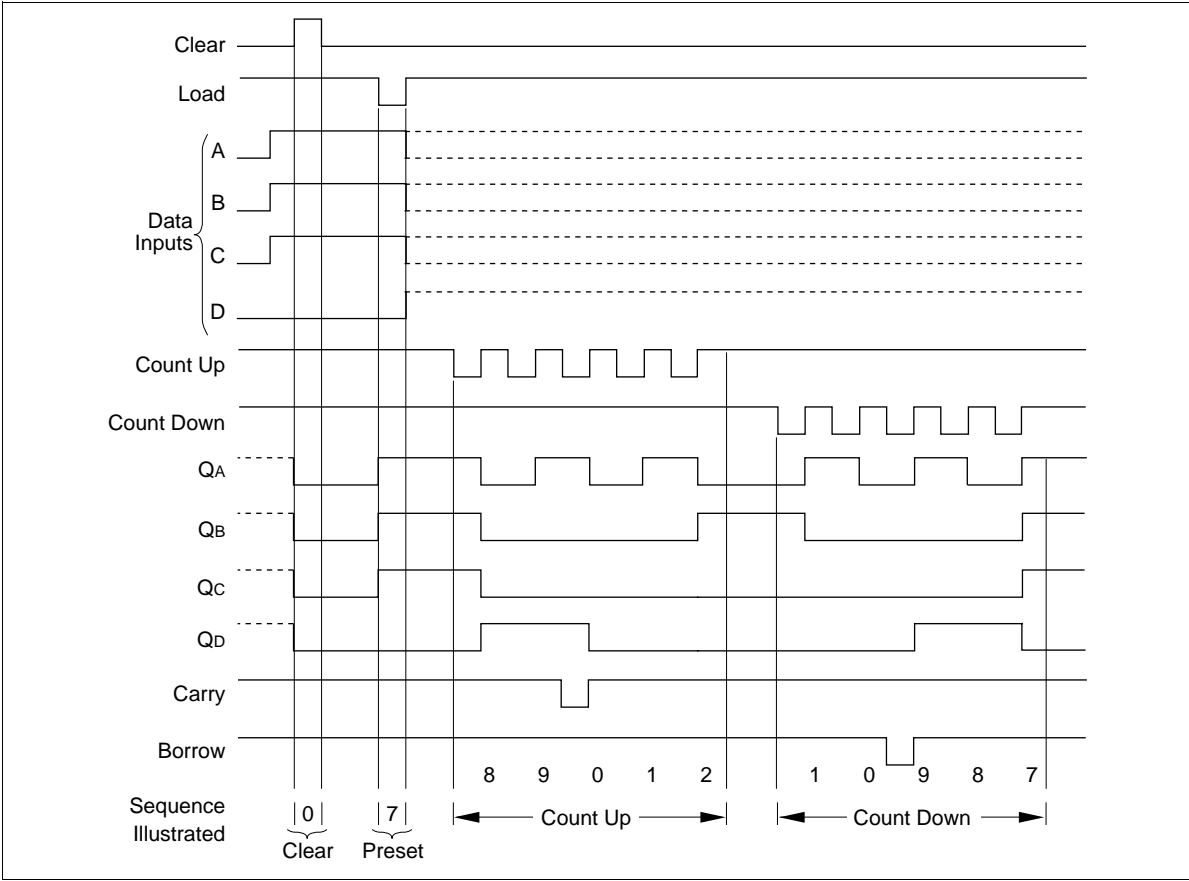 Clear
Load
A
B
Data
Inputs
C
D
Count Up
Count Down
QA
QB
QC
QD
Carry
Borrow
8 9 0 1 2 1 0 9 8 7
Sequence
Illustrated
0 7 Count Up Count Down
Clear Preset